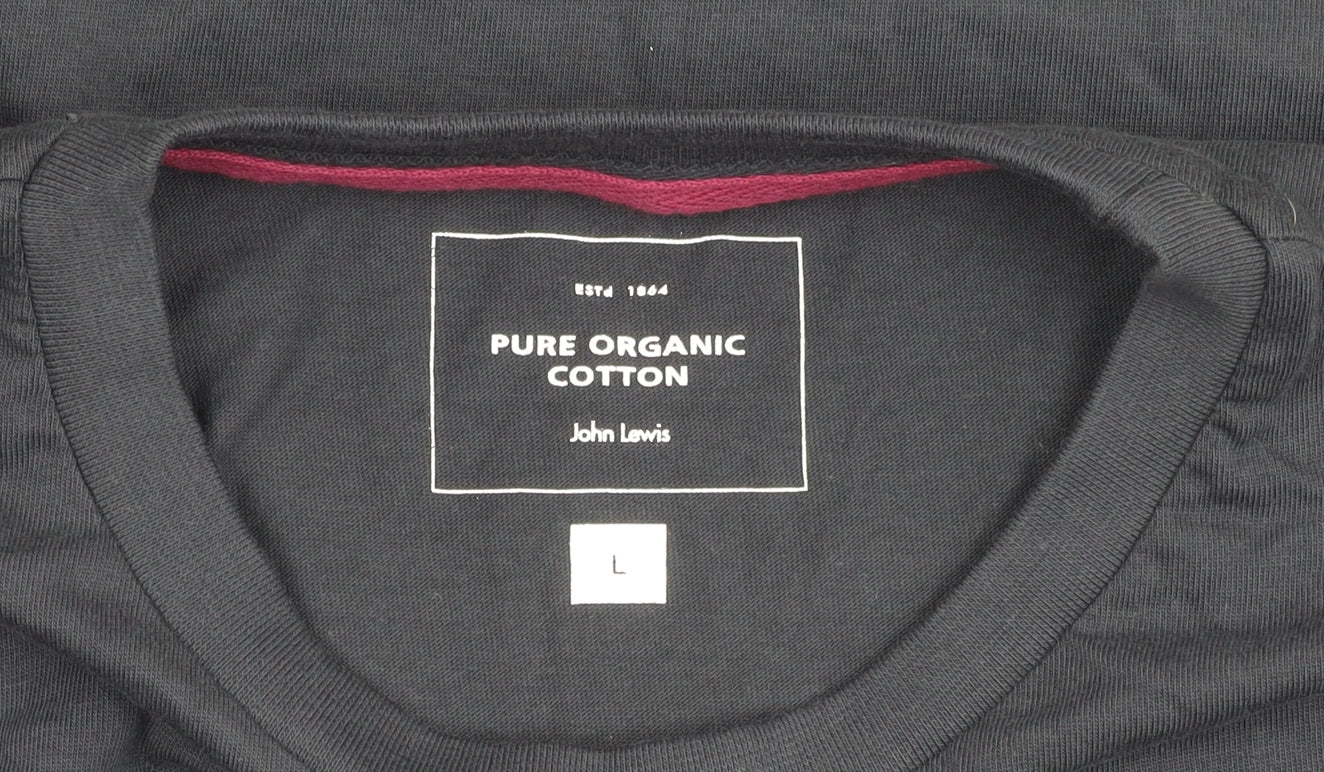 ESTd 1864
PURE ORGANIC
COTTON
John Lewis
L